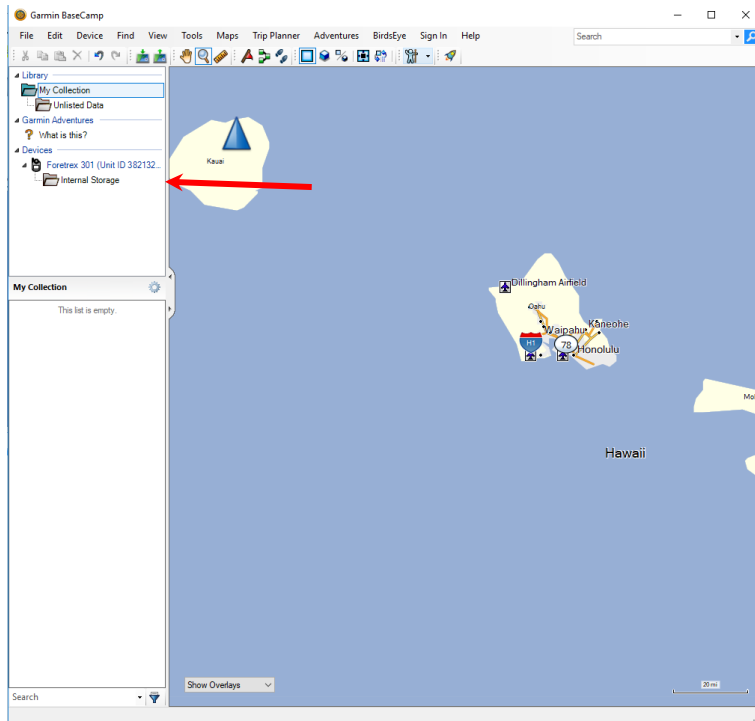 Garmin BaseCamp
File Edit Device Find View Tools Maps Trip Planner Adventures BirdsEye Sign In Help
Search
Library
My Collection
Unlisted Data
Garmin Adventures
? What is this?
Devices
Foretrex 301 (Unit ID 382132...
Internal Storage
My Collection
This list is empty.
Search
Kauai
Dillingham Airfield
Oahu
Waipahu Kaneohe
H1 78 Honolulu
Hawaii
Show Overlays
20 mi